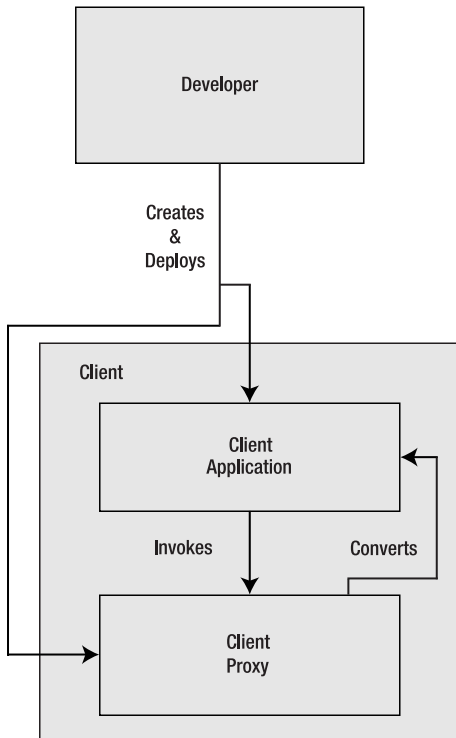 Developer
Creates
&
Deploys
Client
Client
Application
Invokes
Converts
Client
Proxy